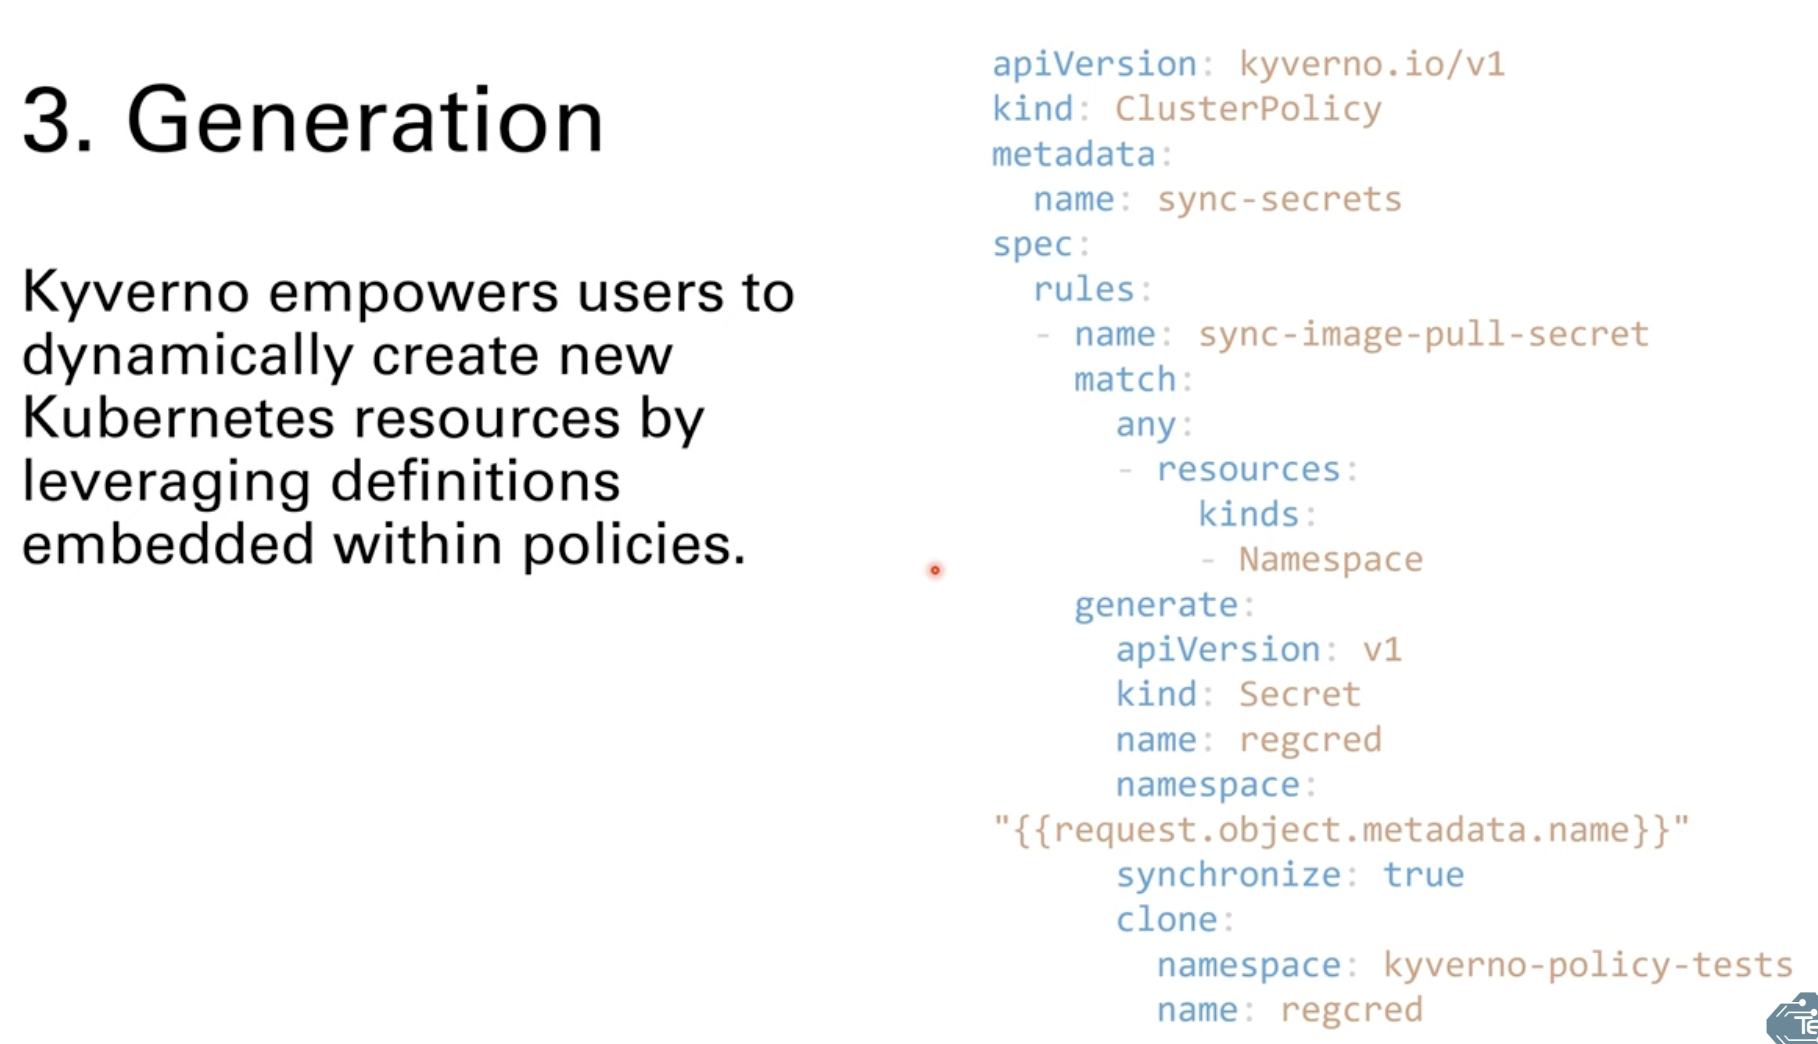 3. Generation
Kyverno empowers users to
dynamically create new
Kubernetes resources by
leveraging definitions
embedded within policies.
apiVersion: kyverno.io/v1
kind: ClusterPolicy
metadata:
  name: sync-secrets
spec:
  rules:
  - name: sync-image-pull-secret
    match:
      any:
      - resources:
          kinds:
          - Namespace
    generate:
      apiVersion: v1
      kind: Secret
      name: regcred
      namespace:
"{{request.object.metadata.name}}"
      synchronize: true
      clone:
        namespace: kyverno-policy-tests
        name: regcred